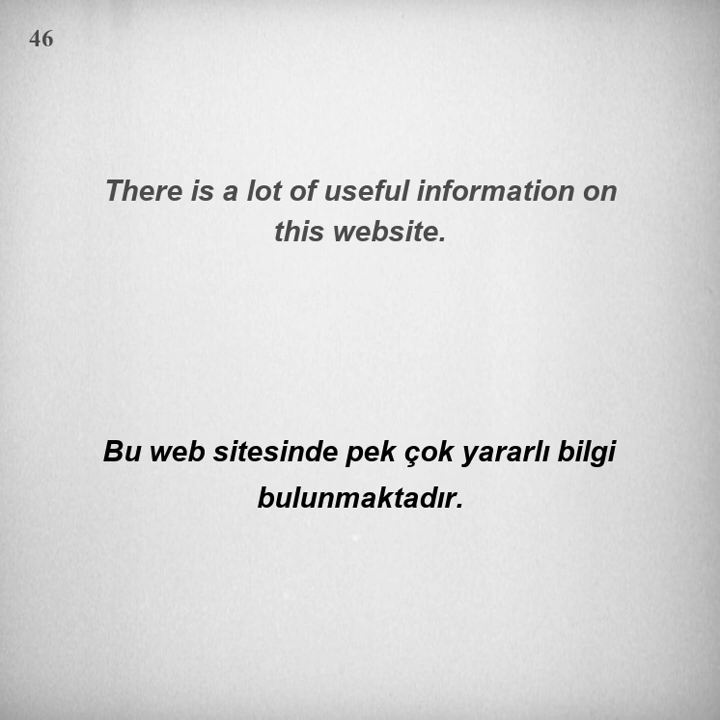 46
There is a lot of useful information on
this website.
Bu web sitesinde pek çok yararlı bilgi
bulunmaktadır.